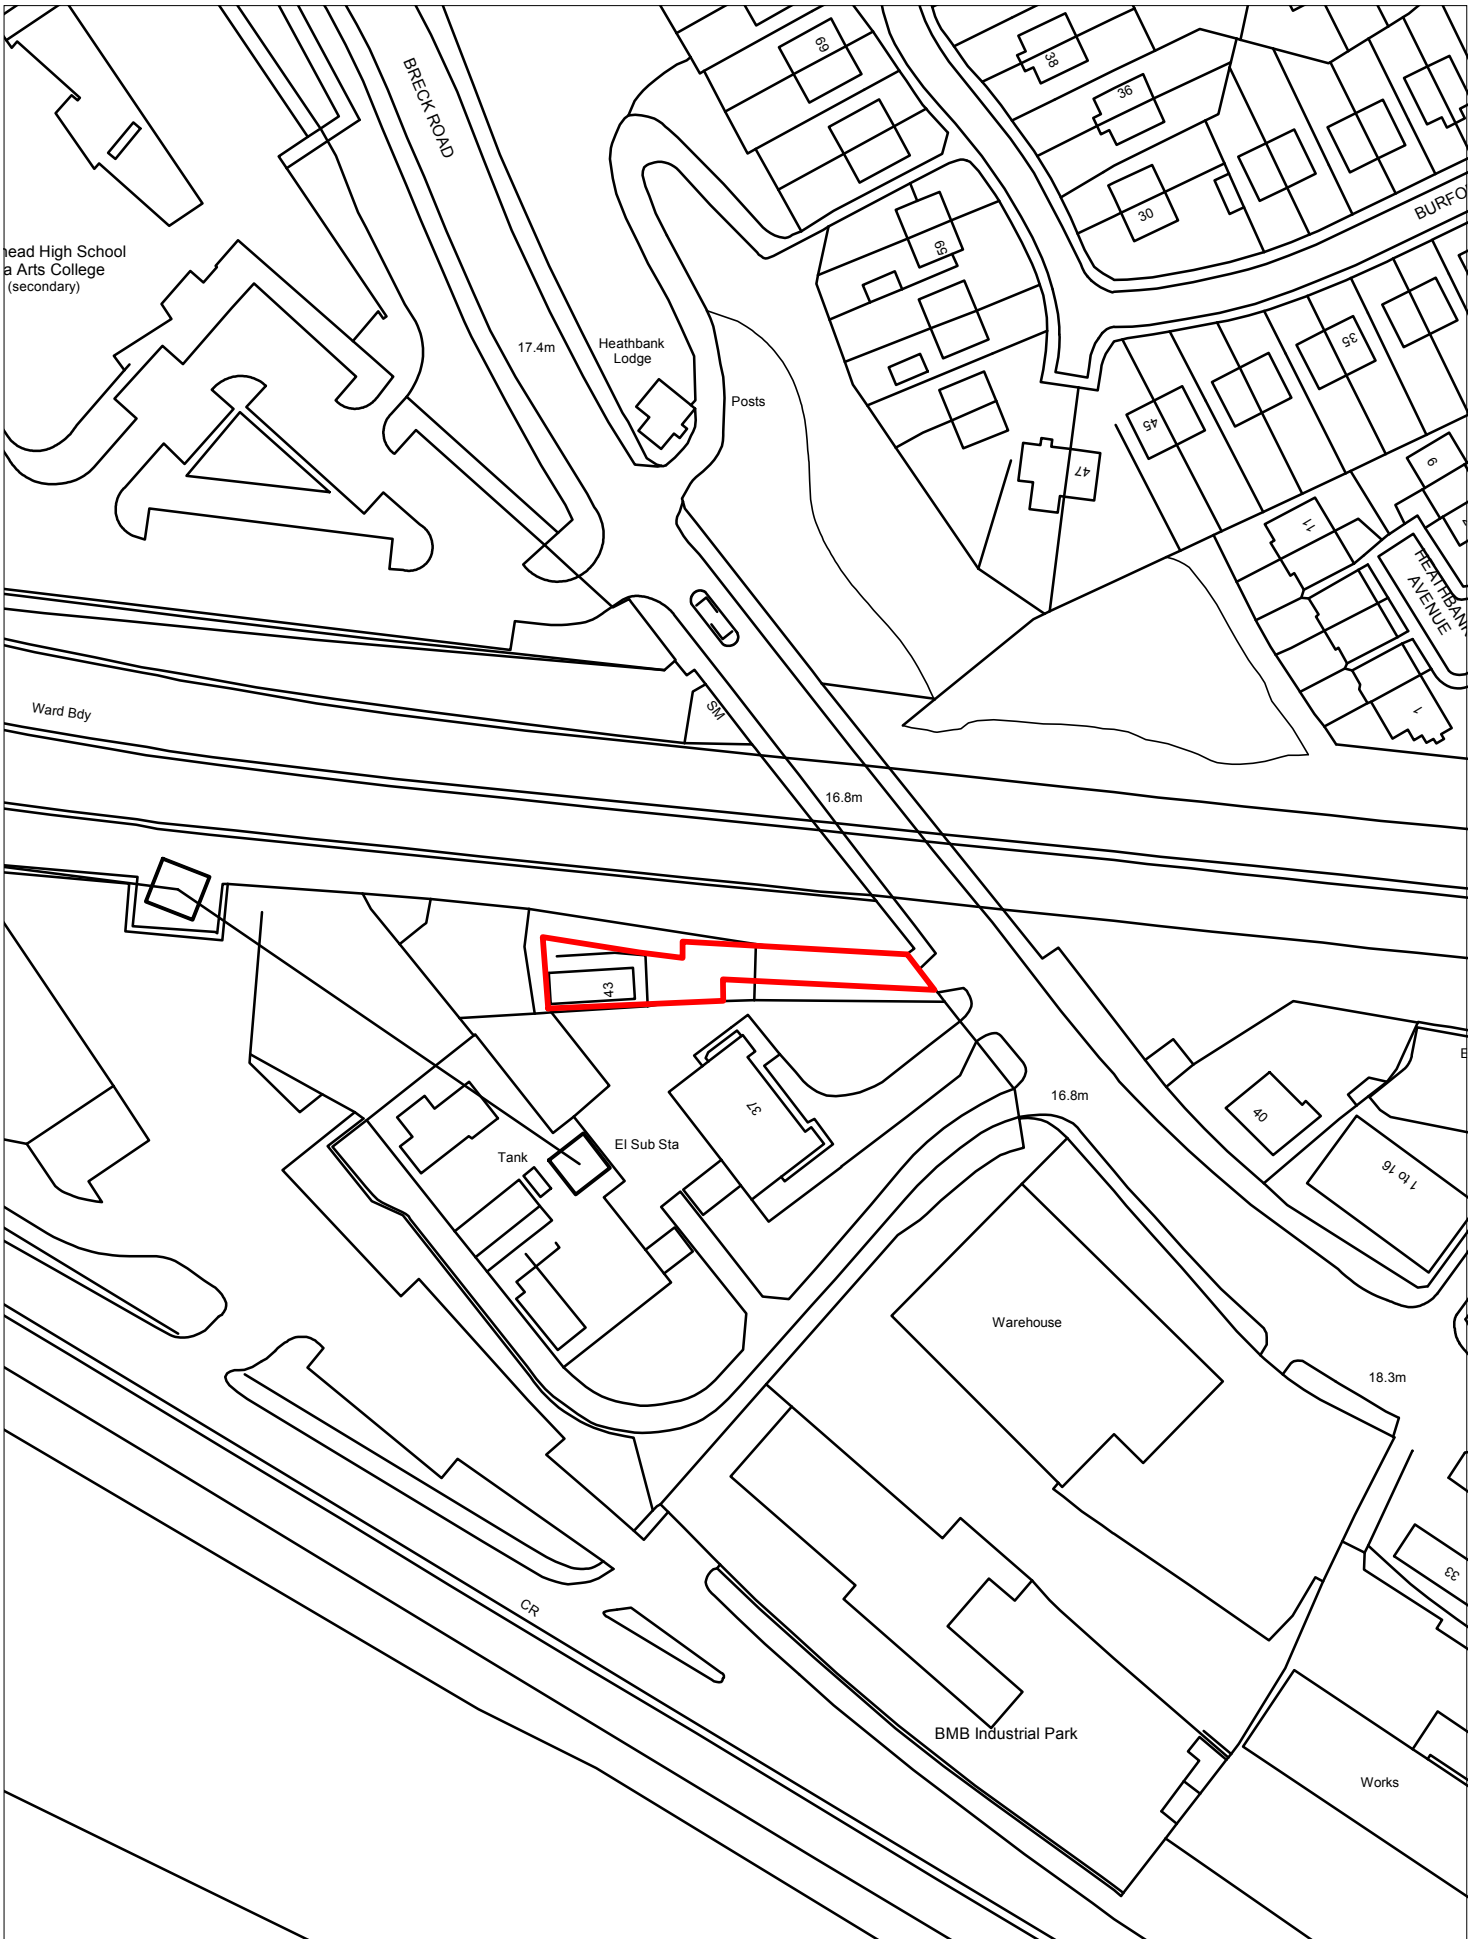 69
38
36
BRECK ROAD
30
BURFO
59
head High School
a Arts College
(secondary)
17.4m
Heathbank
Lodge
Posts
35
45
47
9
11
HEATHBANK
AVENUE
1
SM
Ward Bdy
16.8m
43
16.8m
37
40
El Sub Sta
Tank
1 to 16
Warehouse
18.3m
33
CR
BMB Industrial Park
Works